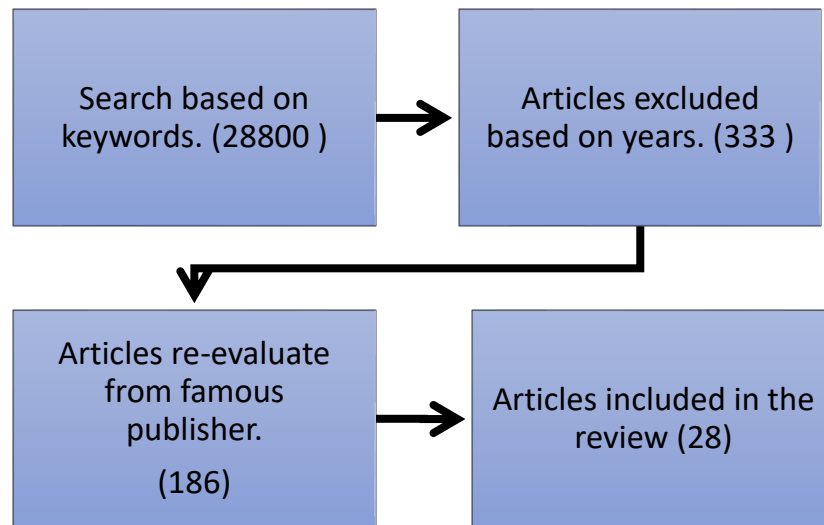 Search based on
keywords. (28800 )
Articles excluded
based on years. (333 )
Articles re-evaluate
from famous
publisher.
(186)
Articles included in the
review (28)